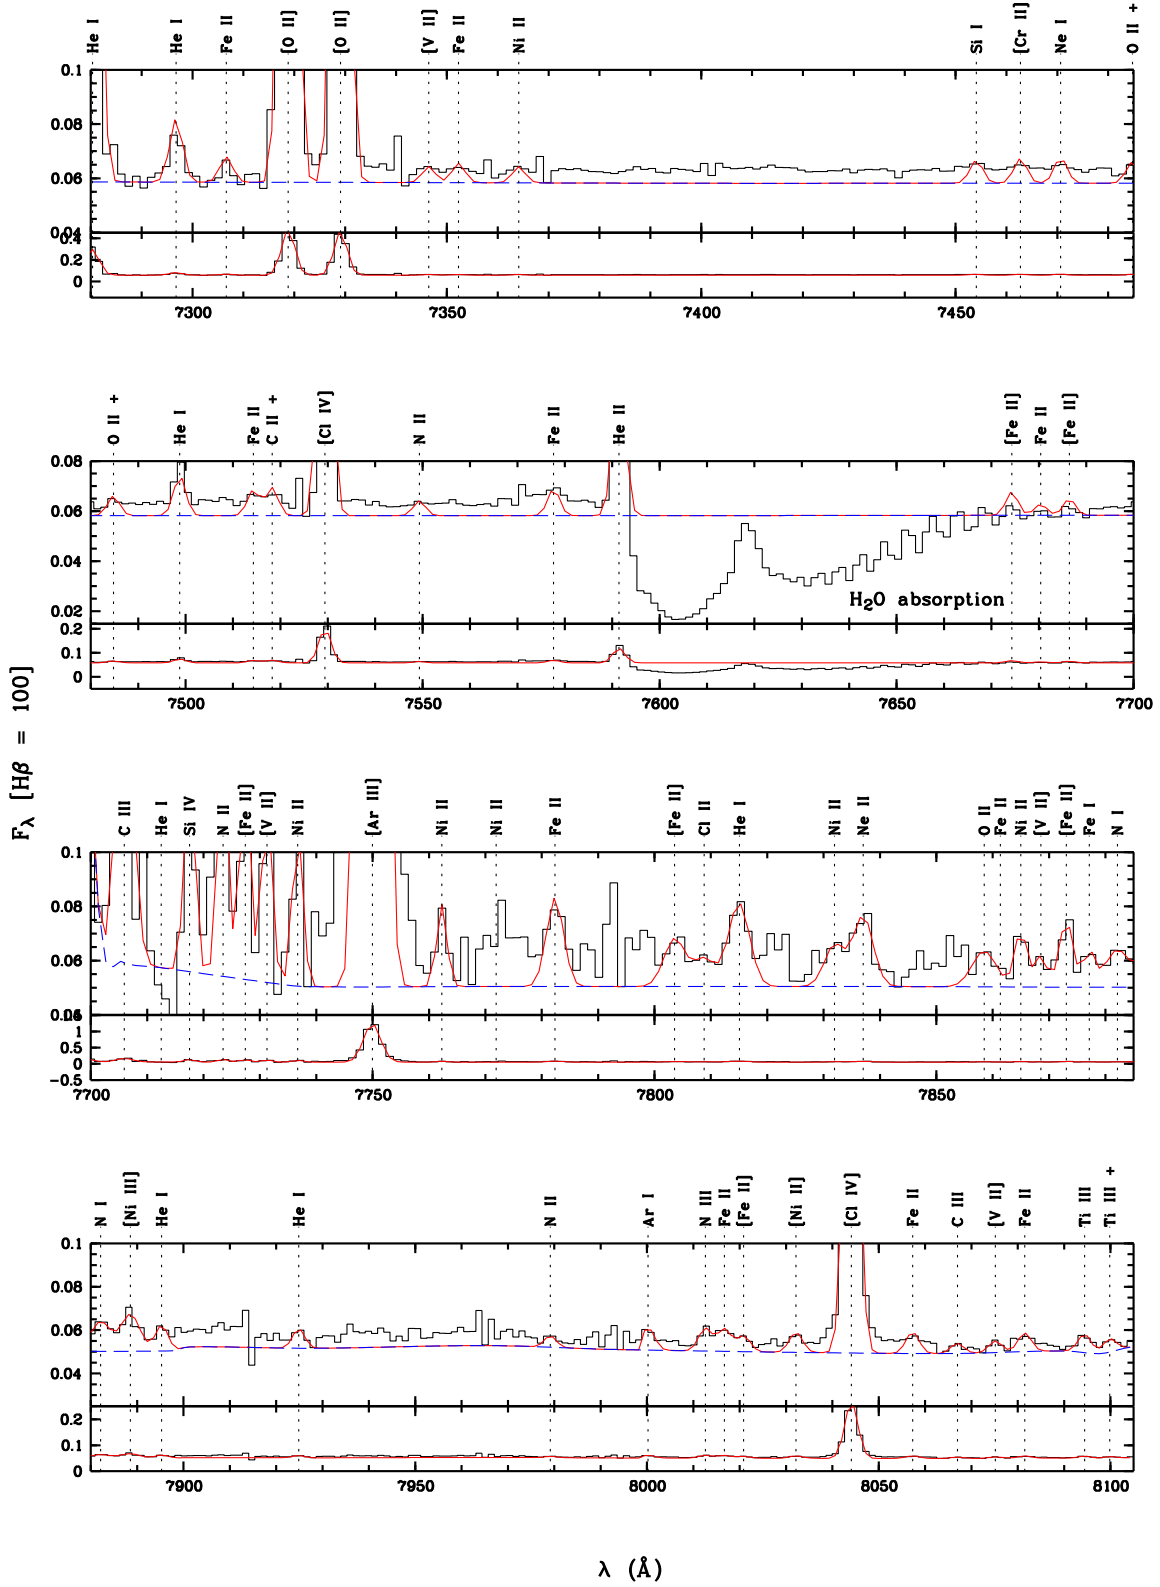 He I He I Fe II [O II] [O II] [V II] Fe II Ni II Si I [Cr II] Ne I O II +
0.1
0.08
0.06
0.04
0.4
0.2
0
7300 7350 7400 7450
O II + He I Fe II C II + [Cl IV] N II Fe II He II [Fe II] Fe II [Fe II]
0.08
0.06
0.04
0.02
H2O absorption
0.2
0.1
0
7500 7550 7600 7650 7700
Fλ [Hβ = 100]
C III He I Si IV N II [Fe II] [V II] Ni II [Ar III] Ni II Ni II Fe II [Fe II] Cl II He I Ni II Ne II O II Fe II Ni II [V II] [Fe II] Fe I N I
0.1
0.08
0.06
1
0.5
0
−0.5
7700 7750 7800 7850
N I [Ni III] He I He I N II Ar I N III Fe II [Fe II] [Ni II] [Cl IV] Fe II C III [V II] Fe II Ti III Ti III +
0.1
0.08
0.06
0.04
0.2
0.1
0
7900 7950 8000 8050 8100
λ (Å)